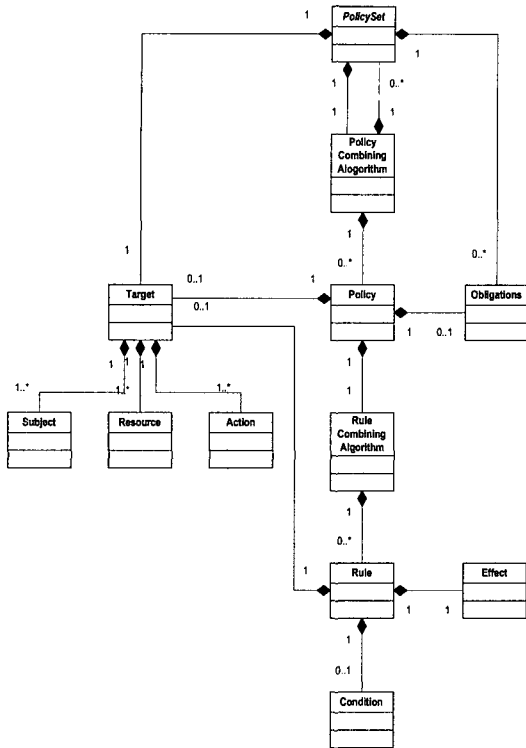 PolicySet
1
1
1
0..*
1
1
Policy
Combining
Alogorithm
1
1
0..*
0..*
Target
0..1
1
Policy
Obligations
0..1
1
0..1
1
1
1
1..*
1..*
1..*
1
Subject
Resource
Action
Rule
Combining
Algorithm
1
0..*
1
Rule
Effect
1
1
1
0..1
Condition